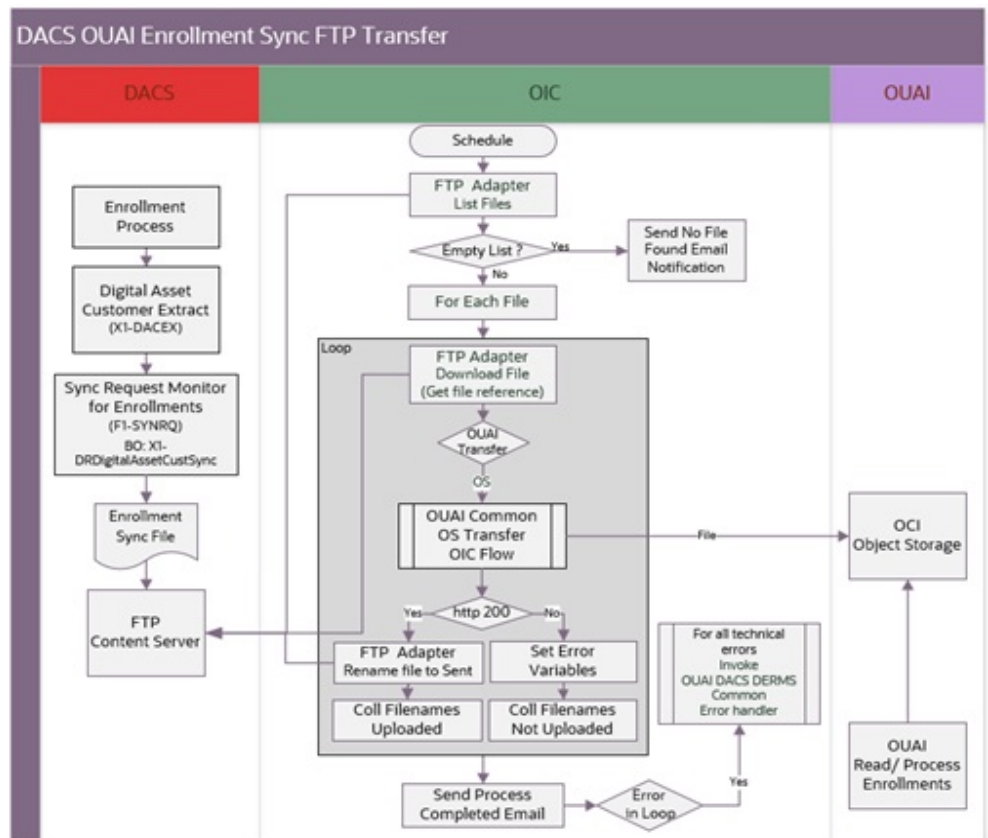 DACS OUAI Enrollment Sync FTP Transfer
DACS
OIC
OUAI
Enrollment
Process
Digital Asset
Customer Extract
(X1-DACEX)
Sync Request Monitor
for Enrollments
(F1-SYNRQ)
BO: X1-
DRDigitalAssetCustSync
Enrollment
Sync File
FTP
Content Server
Schedule
FTP Adapter
List Files
Empty List ?
Yes
Send No File
Found Email
Notification
No
For Each File
Loop
FTP Adapter
Download File
(Get file reference)
OUAI
Transfer
OS
OUAI Common
OS Transfer
OIC Flow
File
http 200
Yes
No
FTP Adapter
Rename file to Sent
Set Error
Variables
Coll Filenames
Uploaded
Coll Filenames
Not Uploaded
Send Process
Completed Email
Error
in Loop
Yes
For all technical
errors
Invoke
OUAI DACS DERMS
Common
Error handler
OCI
Object Storage
OUAI
Read/ Process
Enrollments